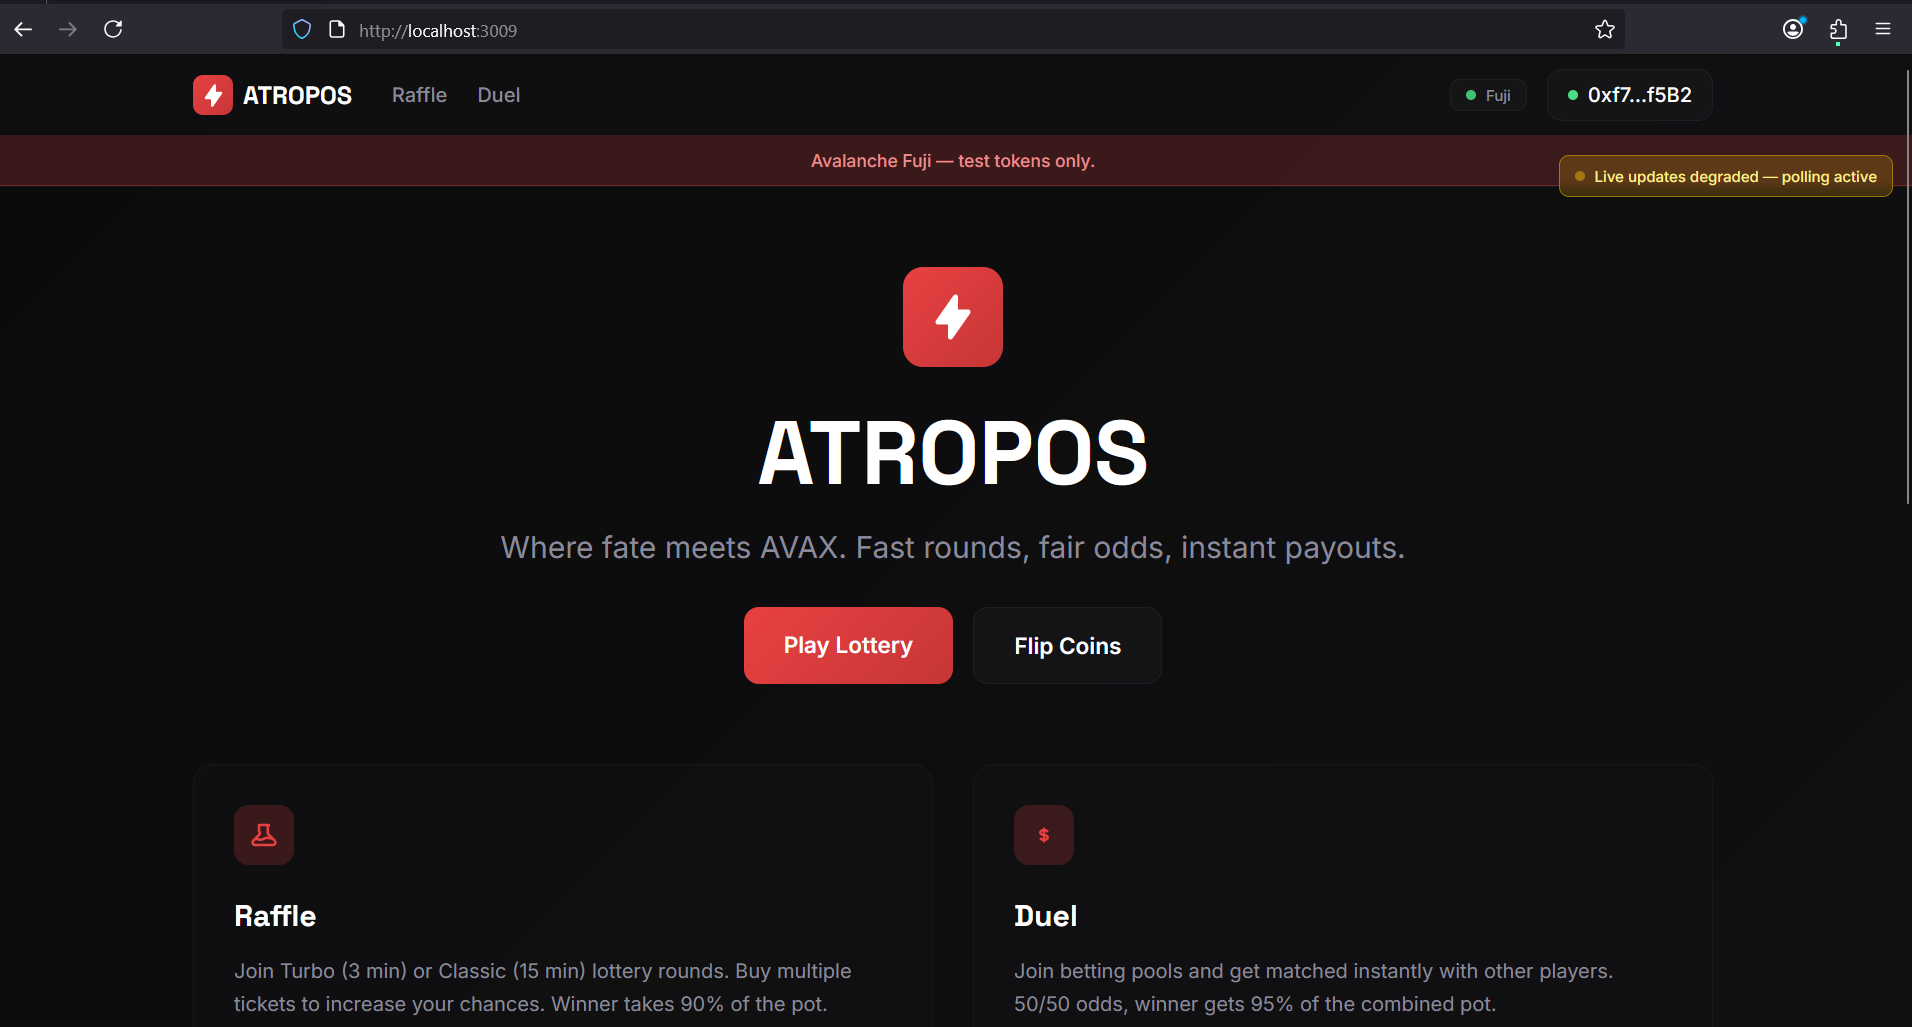 http://localhost:3009
ATROPOS
Raffle
Duel
Fuji
0xf7...f5B2
Avalanche Fuji — test tokens only.
Live updates degraded — polling active
ATROPOS
Where fate meets AVAX. Fast rounds, fair odds, instant payouts.
Play Lottery
Flip Coins
Raffle
Join Turbo (3 min) or Classic (15 min) lottery rounds. Buy multiple
tickets to increase your chances. Winner takes 90% of the pot.
$
Duel
Join betting pools and get matched instantly with other players.
50/50 odds, winner gets 95% of the combined pot.